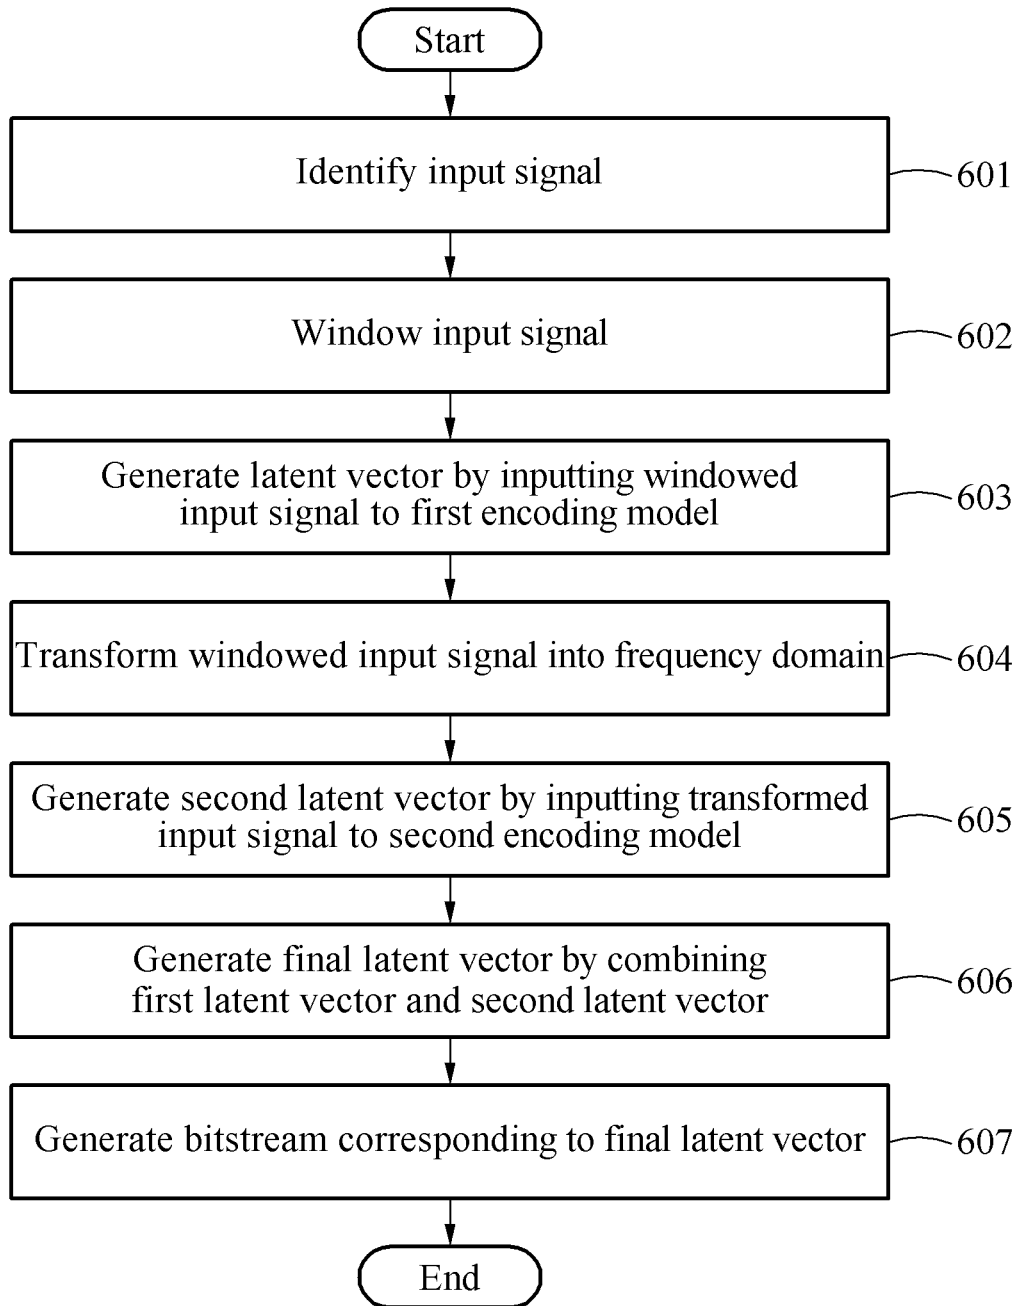 Start
Identify input signal
601
Window input signal
602
Generate latent vector by inputting windowed
input signal to first encoding model
603
Transform windowed input signal into frequency domain
604
Generate second latent vector by inputting transformed
input signal to second encoding model
605
Generate final latent vector by combining
first latent vector and second latent vector
606
Generate bitstream corresponding to final latent vector
607
End